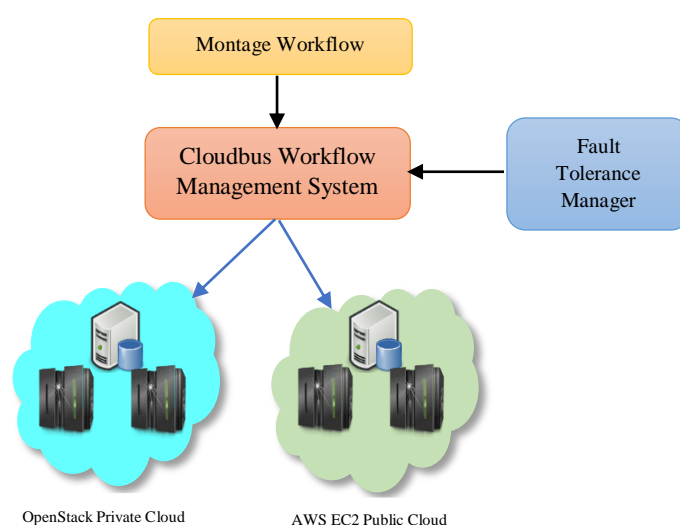 Montage Workflow
Cloudbus Workflow
Management System
Fault
Tolerance
Manager
OpenStack Private Cloud
AWS EC2 Public Cloud